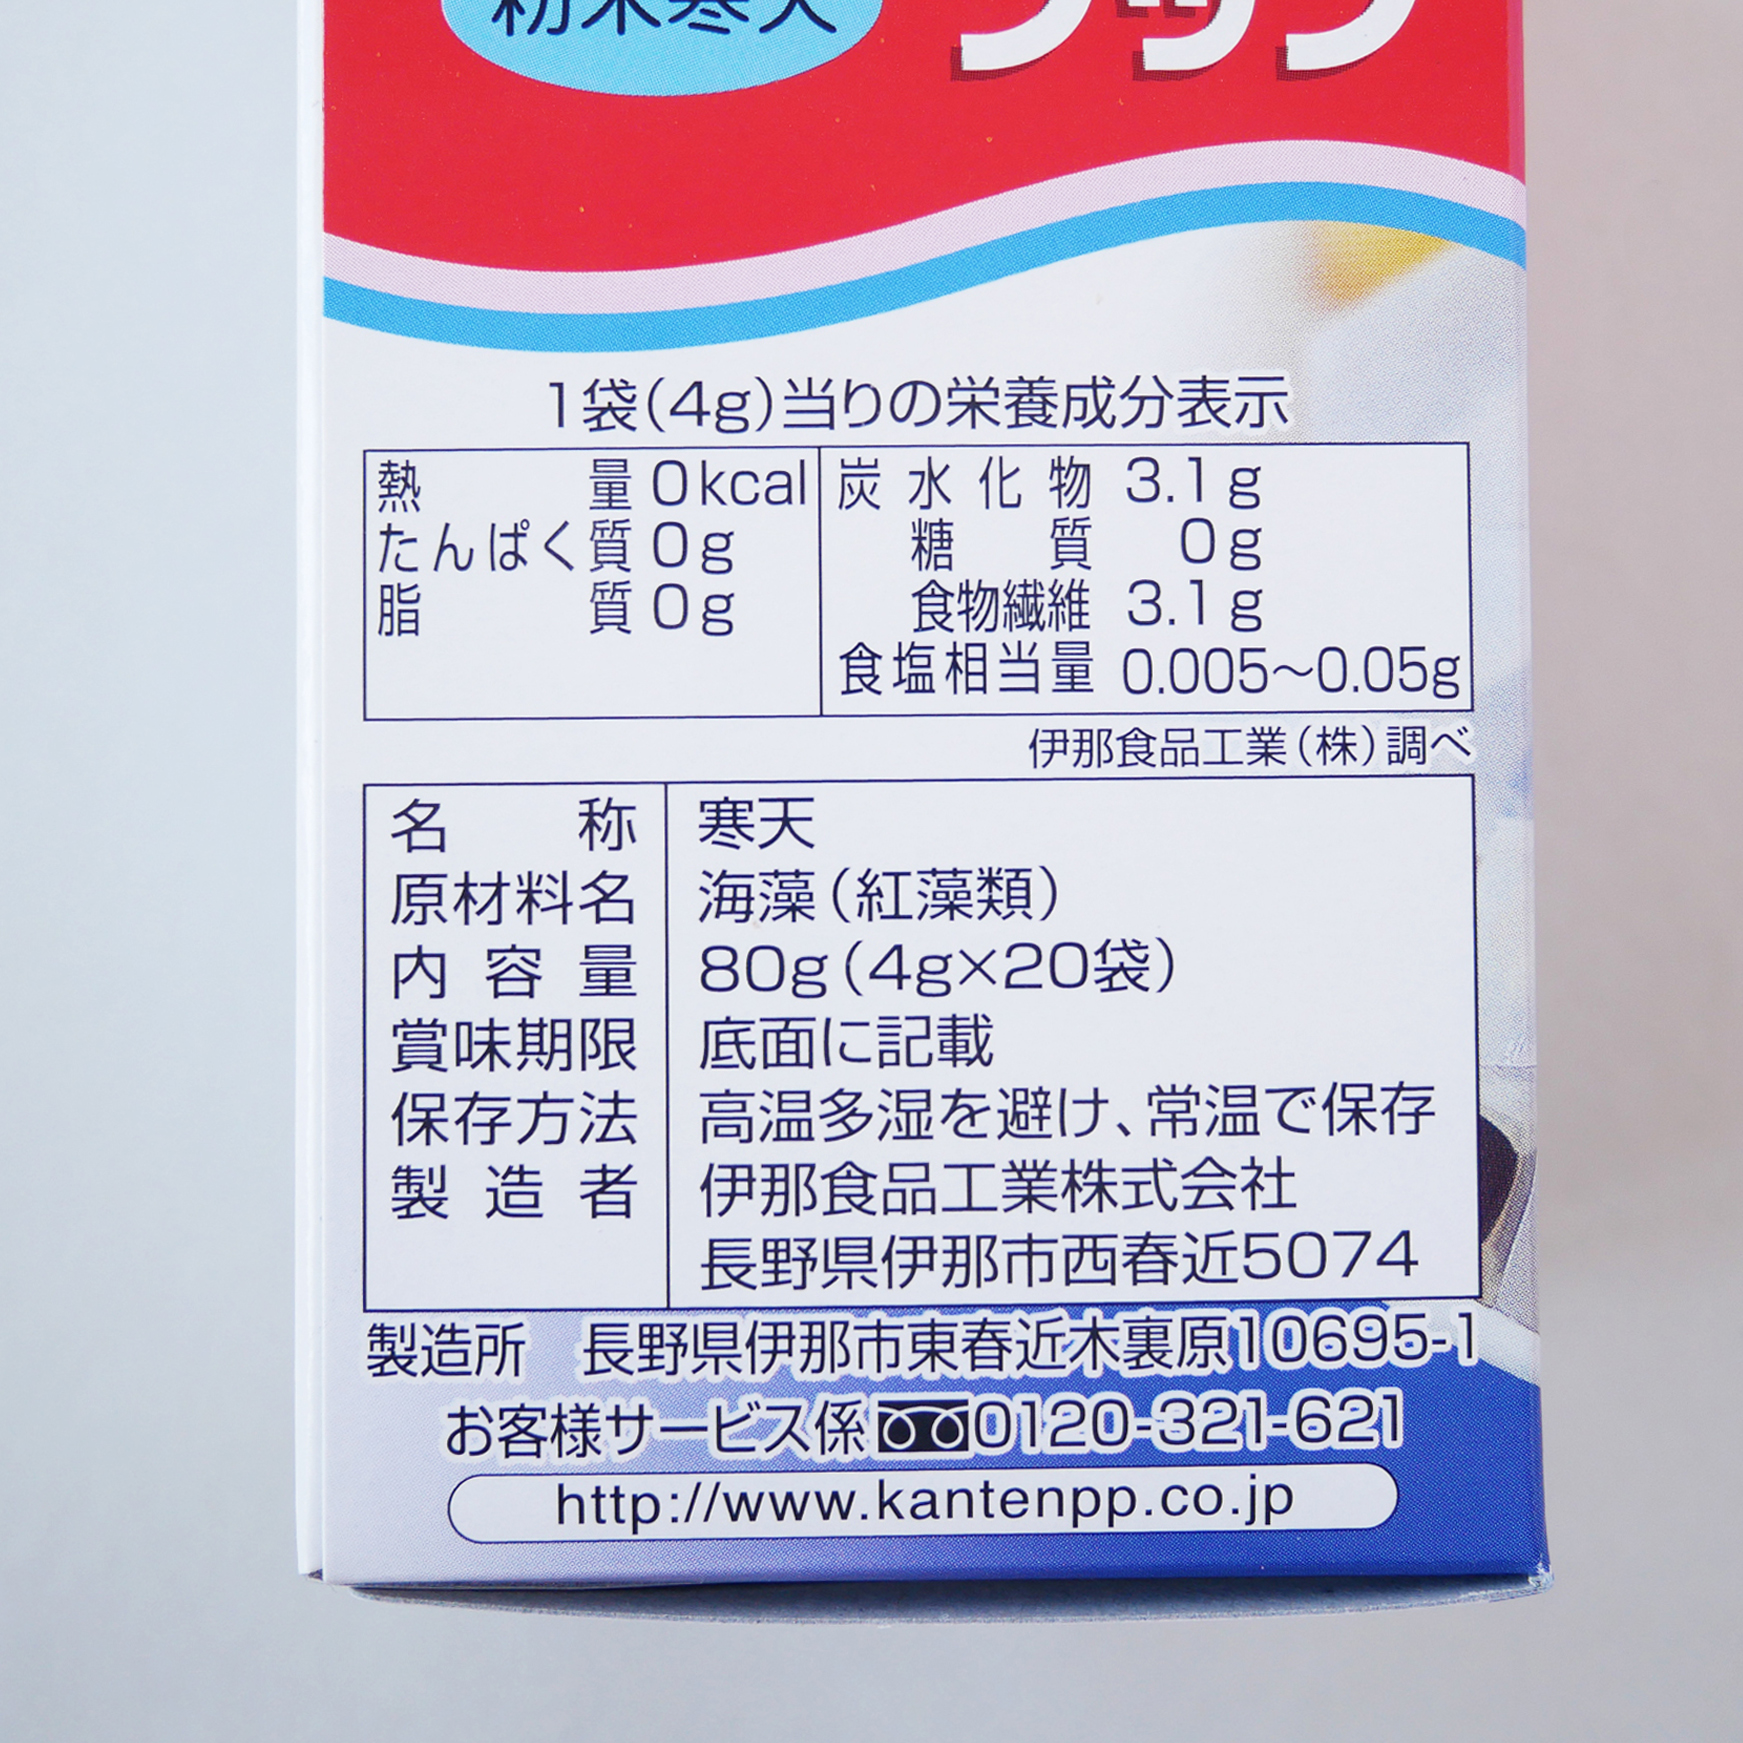 粉末寒天
1袋(4g)当りの栄養成分表示
熱量 0kcal
たんぱく質 0g
脂質 0g
炭水化物 3.1g
糖質 0g
食物繊維 3.1g
食塩相当量 0.005～0.05g
伊那食品工業(株)調べ
名称 寒天
原材料名 海藻(紅藻類)
内容量 80g(4g×20袋)
賞味期限 底面に記載
保存方法 高温多湿を避け、常温で保存
製造者 伊那食品工業株式会社
長野県伊那市西春近5074
製造所 長野県伊那市東春近木裏原10695-1
お客様サービス係 0120-321-621
http://www.kantenpp.co.jp